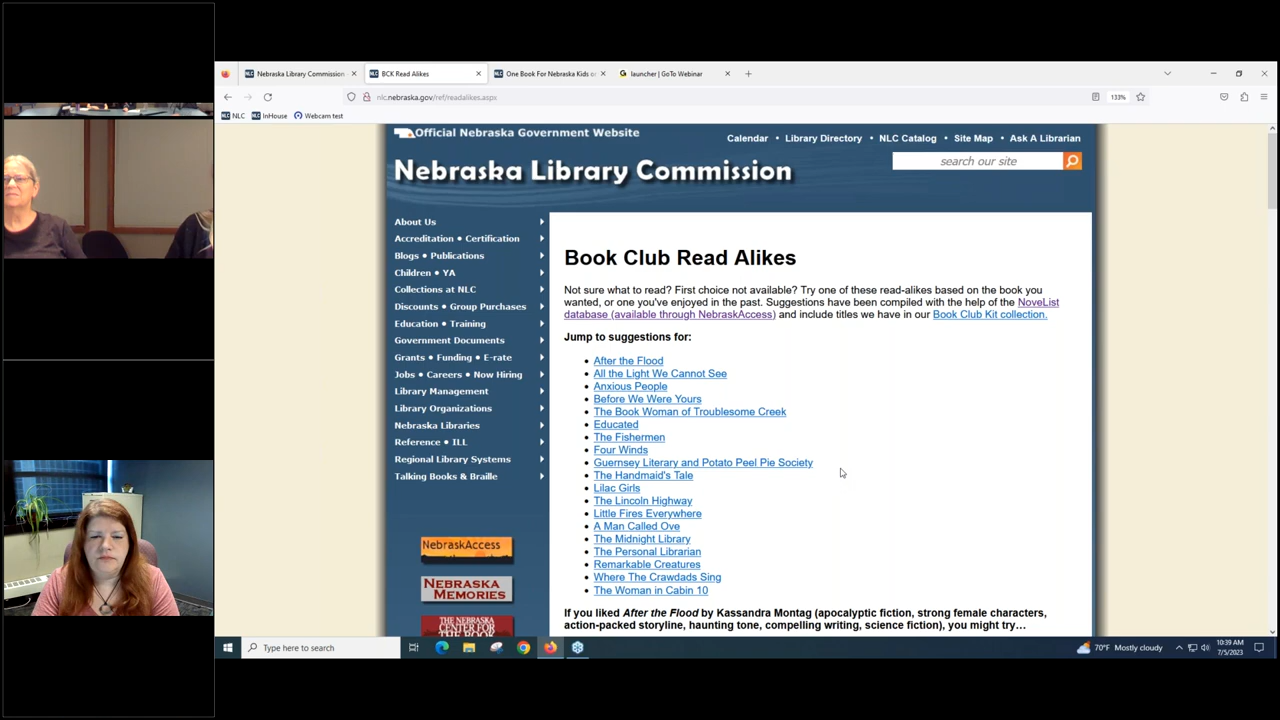 Nebraska Library Commission
BCK Read Alikes
One Book For Nebraska Kids
launcher | GoTo Webinar
nlc.nebraska.gov/ref/readalikes.aspx
133%
NLC
InHouse
Webcam test
Official Nebraska Government Website
Calendar • Library Directory • NLC Catalog • Site Map • Ask A Librarian
Nebraska Library Commission
search our site
About Us
Accreditation • Certification
Blogs • Publications
Children • YA
Collections at NLC
Discounts • Group Purchases
Education • Training
Government Documents
Grants • Funding • E-rate
Jobs • Careers • Now Hiring
Library Management
Library Organizations
Nebraska Libraries
Reference • ILL
Regional Library Systems
Talking Books & Braille
NebraskAccess
NEBRASKA
MEMORIES
THE NEBRASKA
CENTER FOR
THE BOOK
Book Club Read Alikes
Not sure what to read? First choice not available? Try one of these read-alikes based on the book you
wanted, or one you've enjoyed in the past. Suggestions have been compiled with the help of the NoveList
database (available through NebraskAccess) and include titles we have in our Book Club Kit collection.
Jump to suggestions for:
• After the Flood
• All the Light We Cannot See
• Anxious People
• Before We Were Yours
• The Book Woman of Troublesome Creek
• Educated
• The Fishermen
• Four Winds
• Guernsey Literary and Potato Peel Pie Society
• The Handmaid's Tale
• Lilac Girls
• The Lincoln Highway
• Little Fires Everywhere
• A Man Called Ove
• The Midnight Library
• The Personal Librarian
• Remarkable Creatures
• Where The Crawdads Sing
• The Woman in Cabin 10
If you liked After the Flood by Kassandra Montag (apocalyptic fiction, strong female characters,
action-packed storyline, haunting tone, compelling writing, science fiction), you might try…
Type here to search
70°F Mostly cloudy
10:39 AM
7/5/2023